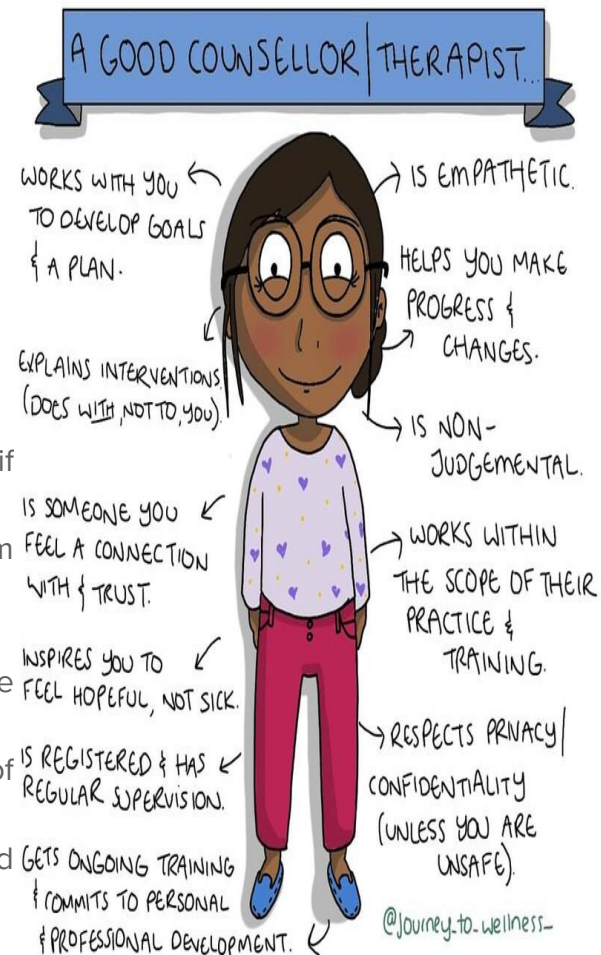 A GOOD COUNSELLOR | THERAPIST...
WORKS WITH YOU
TO DEVELOP GOALS
& A PLAN.
EXPLAINS INTERVENTIONS
(DOES WITH, NOT TO, YOU).
IS SOMEONE YOU
FEEL A CONNECTION
WITH & TRUST.
INSPIRES YOU TO
FEEL HOPEFUL, NOT SICK.
IS REGISTERED & HAS
REGULAR SUPERVISION.
GETS ONGOING TRAINING
& COMMITS TO PERSONAL
& PROFESSIONAL DEVELOPMENT.
IS EMPATHETIC.
HELPS YOU MAKE
PROGRESS &
CHANGES.
IS NON-
JUDGEMENTAL.
WORKS WITHIN
THE SCOPE OF THEIR
PRACTICE &
TRAINING.
RESPECTS PRIVACY/
CONFIDENTIALITY
(UNLESS YOU ARE
UNSAFE).
@journey_to_wellness_
if
of